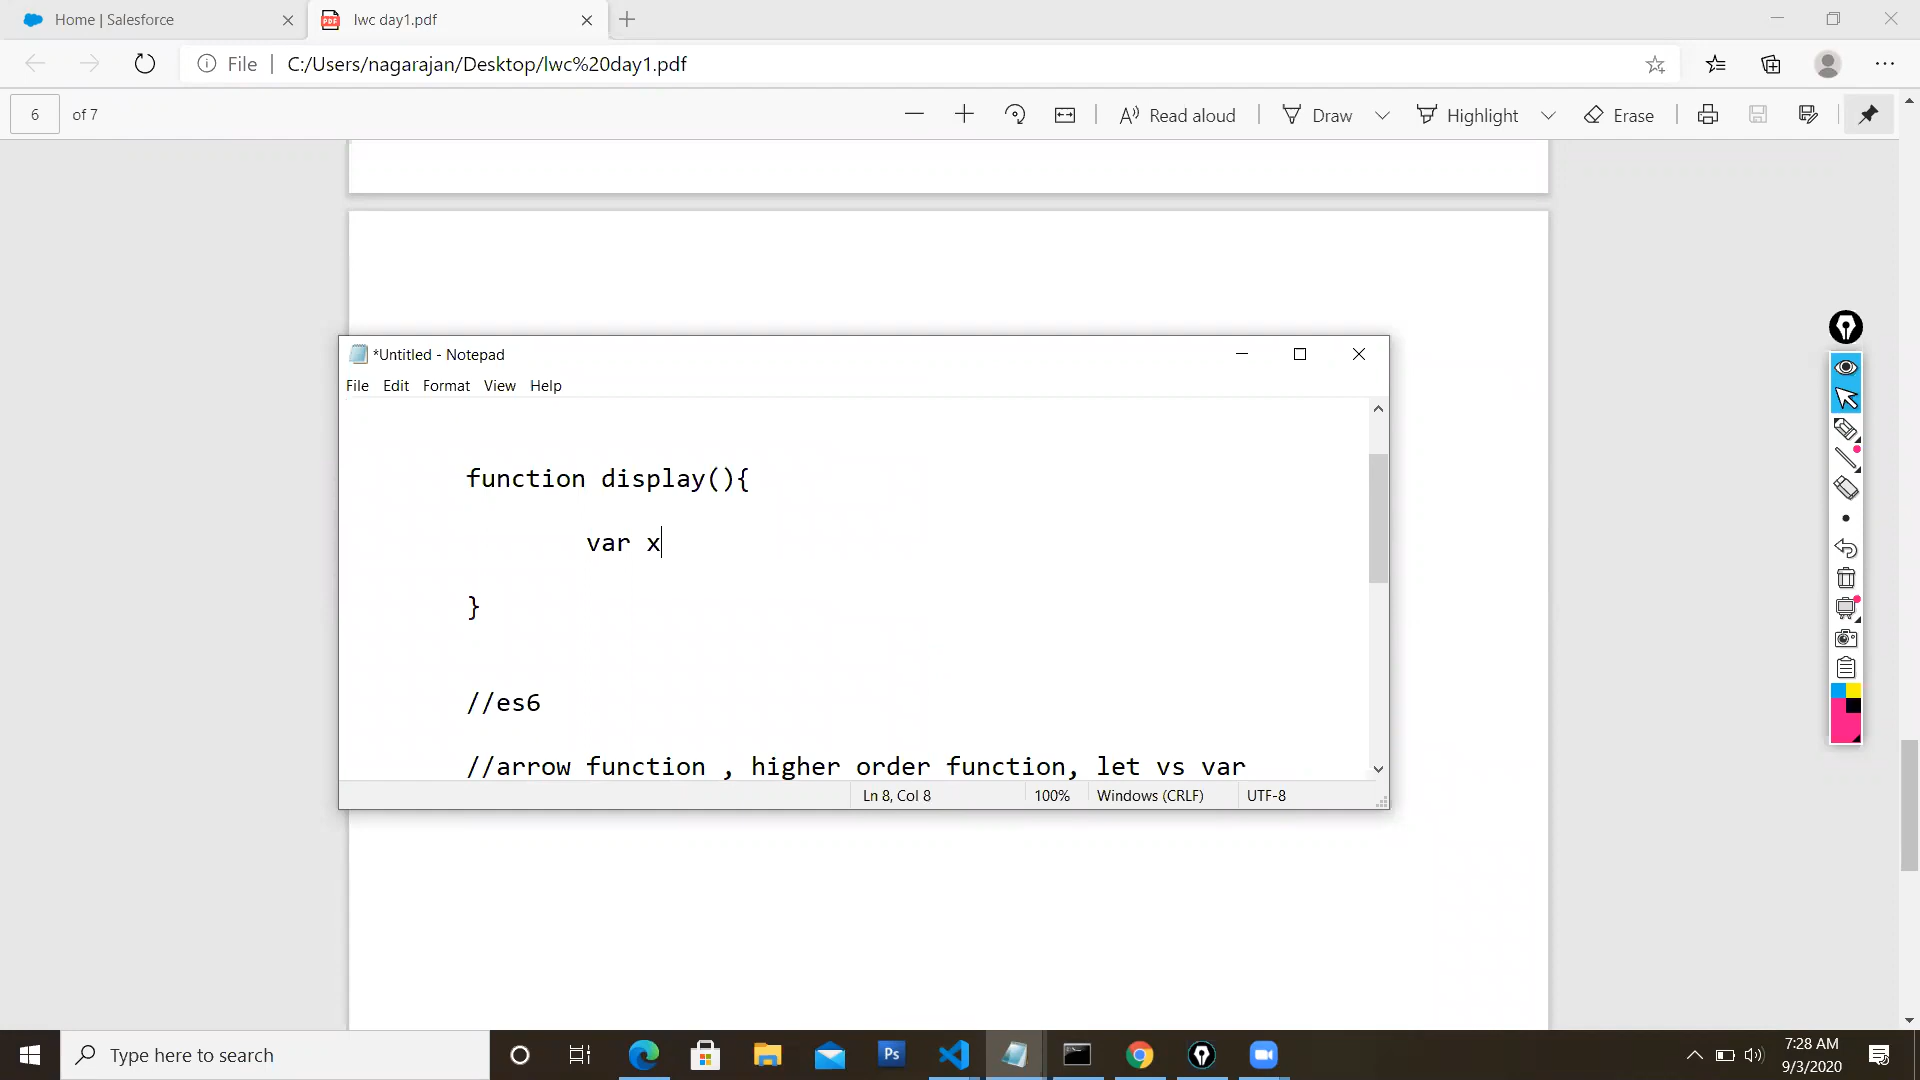 Home | Salesforce
lwc day1.pdf
File
C:/Users/nagarajan/Desktop/lwc%20day1.pdf
6
of 7
Read aloud
Draw
Highlight
Erase
*Untitled - Notepad
File Edit Format View Help
function display(){
var x
}
//es6
//arrow function , higher order function, let vs var
Ln 8, Col 8
100%
Windows (CRLF)
UTF-8
Type here to search
Ps
7:28 AM
9/3/2020